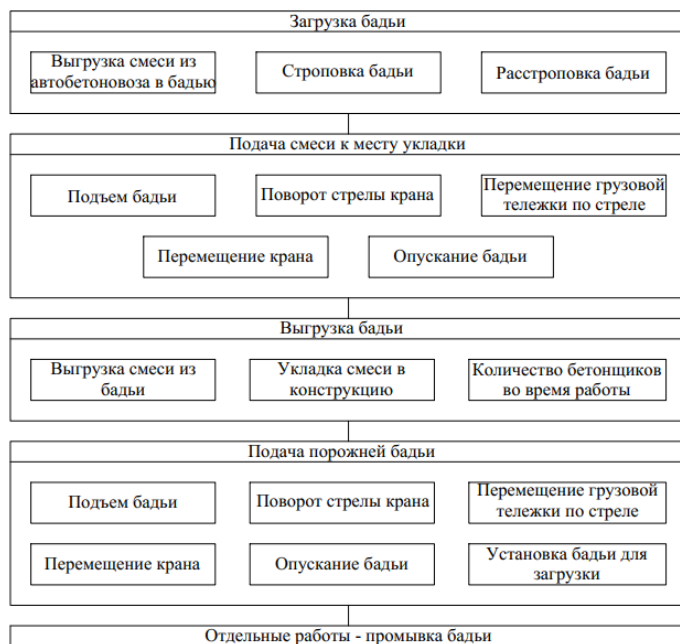 Загрузка бадьи
Выгрузка смеси из
автобетоновоза в бадью
Строповка бадьи
Расстроповка бадьи
Подача смеси к месту укладки
Подъем бадьи
Поворот стрелы крана
Перемещение грузовой
тележки по стреле
Перемещение крана
Опускание бадьи
Выгрузка бадьи
Выгрузка смеси из
бадьи
Укладка смеси в
конструкцию
Количество бетонщиков
во время работы
Подача порожней бадьи
Подъем бадьи
Поворот стрелы крана
Перемещение грузовой
тележки по стреле
Перемещение крана
Опускание бадьи
Установка бадьи для
загрузки
Отдельные работы - промывка бадьи